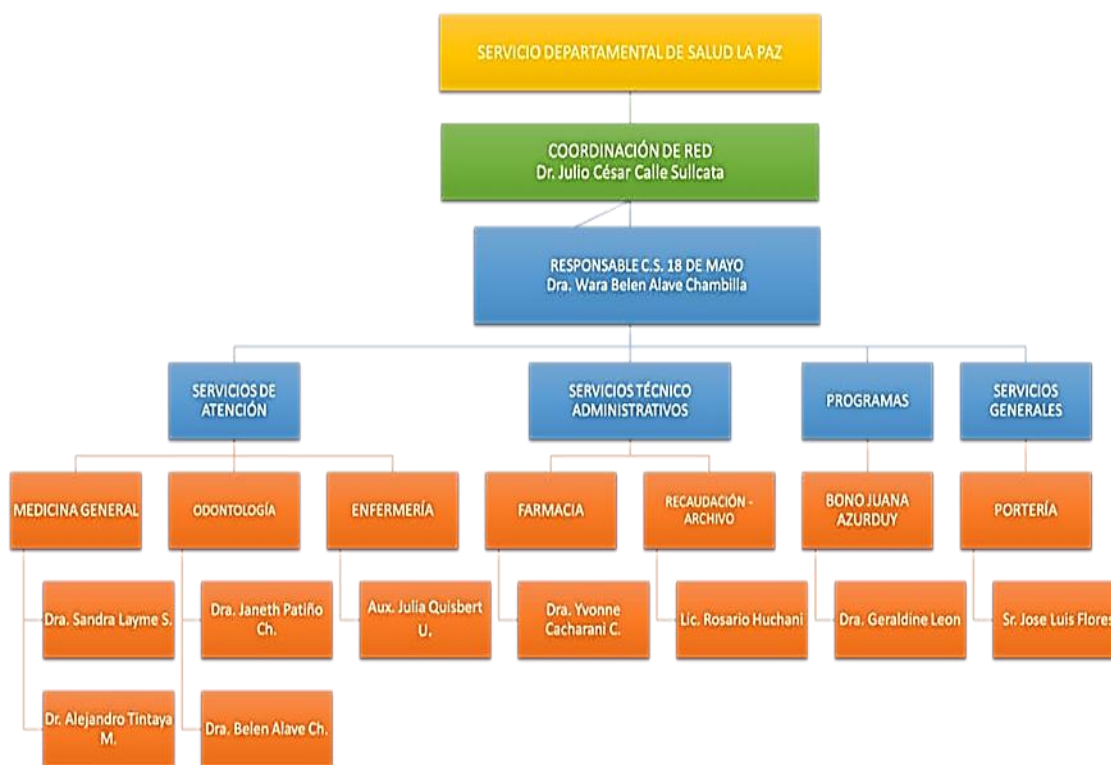 SERVICIO DEPARTAMENTAL DE SALUD LA PAZ
COORDINACIÓN DE RED
Dr. Julio César Calle Sullcata
RESPONSABLE C.S. 18 DE MAYO
Dra. Wara Belen Alave Chambilla
SERVICIOS DE
ATENCIÓN
SERVICIOS TÉCNICO
ADMINISTRATIVOS
PROGRAMAS
SERVICIOS
GENERALES
MEDICINA GENERAL
ODONTOLOGÍA
ENFERMERÍA
FARMACIA
RECAUDACIÓN -
ARCHIVO
BONO JUANA
AZURDUY
PORTERÍA
Dra. Sandra Layme S.
Dra. Janeth Patiño
Ch.
Aux. Julia Quisbert
U.
Dra. Yvonne
Cacharani C.
Lic. Rosario Huchani
Dra. Geraldine Leon
Sr. Jose Luis Flores
Dr. Alejandro Tintaya
M.
Dra. Belen Alave Ch.